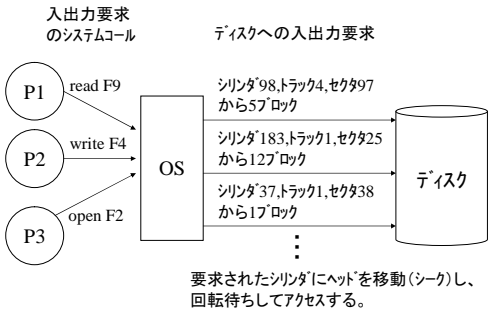 入出力要求
のシステムコール
ディスクへの入出力要求
P1
read F9
P2
write F4
P3
open F2
OS
シリンダ98,トラック4,セクタ97
から5ブロック
シリンダ183,トラック1,セクタ25
から12ブロック
シリンダ37,トラック1,セクタ38
から1ブロック
ディスク
要求されたシリンダにヘッドを移動(シーク)し、
回転待ちしてアクセスする。